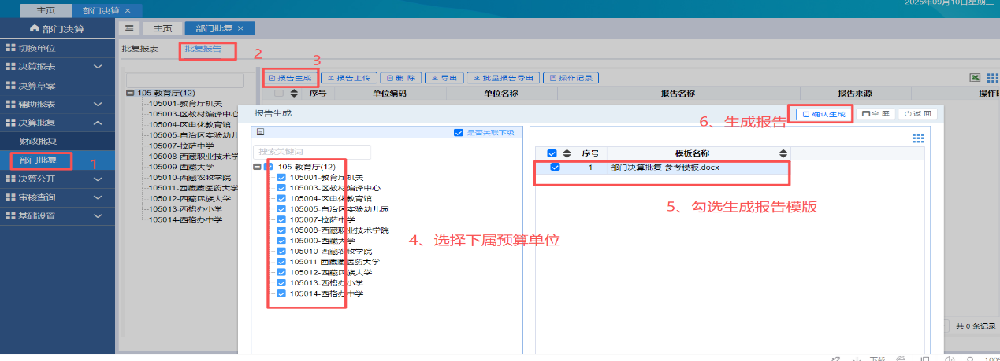 2025年09月10日星期三
主页 部门决算 ×
部门决算
主页 部门批复 ×
切换单位
决算报表
决算草案
辅助报表
决算批复
财政批复
部门批复 1
决算公开
审核查询
基础设置
批复报表 批复报告 2
3
报告生成 报告上传 删 除 导出 批量报告导出 操作记录
序号 单位编码 单位名称 报告名称 报告来源
105-教育厅(12)
105001-教育厅机关
105003-区教材编译中心
105004-区电化教育馆
105005-自治区实验幼儿
105007-拉萨中学
105008-西藏职业技术学
105009-西藏大学
105010-西藏农牧学院
105011-西藏藏医药大学
105012-西藏民族大学
105013-西格办小学
105014-西格办中学
报告生成
6、生成报告
确认生成 全 屏 返 回
是否关联下级
搜索关键词
105-教育厅(12)
105001-教育厅机关
105003-区教材编译中心
105004-区电化教育馆
105005-自治区实验幼儿园
105007-拉萨中学
105008-西藏职业技术学院
105009-西藏大学
105010-西藏农牧学院
105011-西藏藏医药大学
105012-西藏民族大学
105013-西格办小学
105014-西格办中学
4、选择下属预算单位
序号 模板名称
1 部门决算批复-参考模板.docx
5、勾选生成报告模版
共 0 条记录